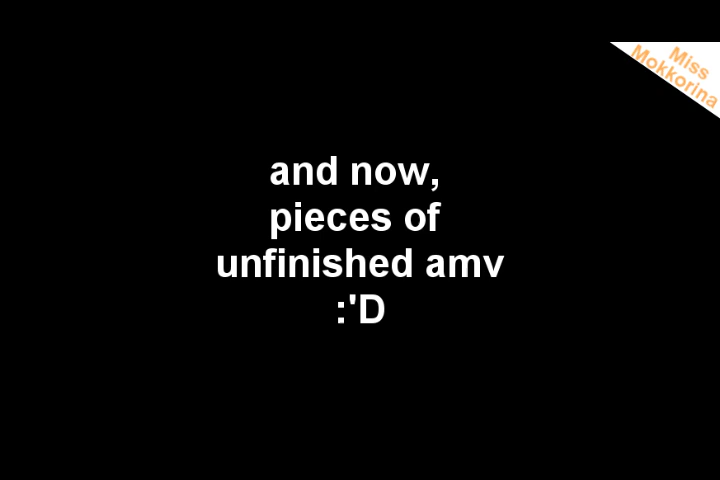 Miss
Mokkorina
and now,
pieces of
unfinished amv
:'D